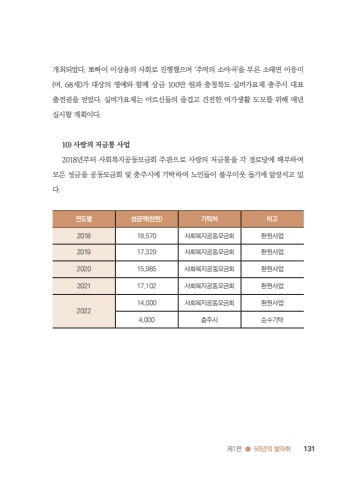 개최되었다. 뽀빠이 이상용의 사회로 진행했으며 '추억의 소야곡'을 부른 소태면 이응미
(여, 68세)가 대상의 영예와 함께 상금 100만 원과 충청북도 실버가요제 충주시 대표
출전권을 얻었다. 실버가요제는 어르신들의 즐겁고 건전한 여가생활 도모를 위해 매년
실시할 계획이다.
10) 사랑의 저금통 사업
2018년부터 사회복지공동모금회 주관으로 사랑의 저금통을 각 경로당에 배부하여
모은 성금을 공동모금회 및 충주시에 기탁하여 노인들이 불우이웃 돕기에 앞장서고 있
다.
연도별 성금액(천원) 기탁처 비고
2018 18,570 사회복지공동모금회 환원사업
2019 17,329 사회복지공동모금회 환원사업
2020 15,985 사회복지공동모금회 환원사업
2021 17,102 사회복지공동모금회 환원사업
2022 14,000 사회복지공동모금회 환원사업
4,000 충주시 순수기탁
제1편 ● 50년의 발자취 131